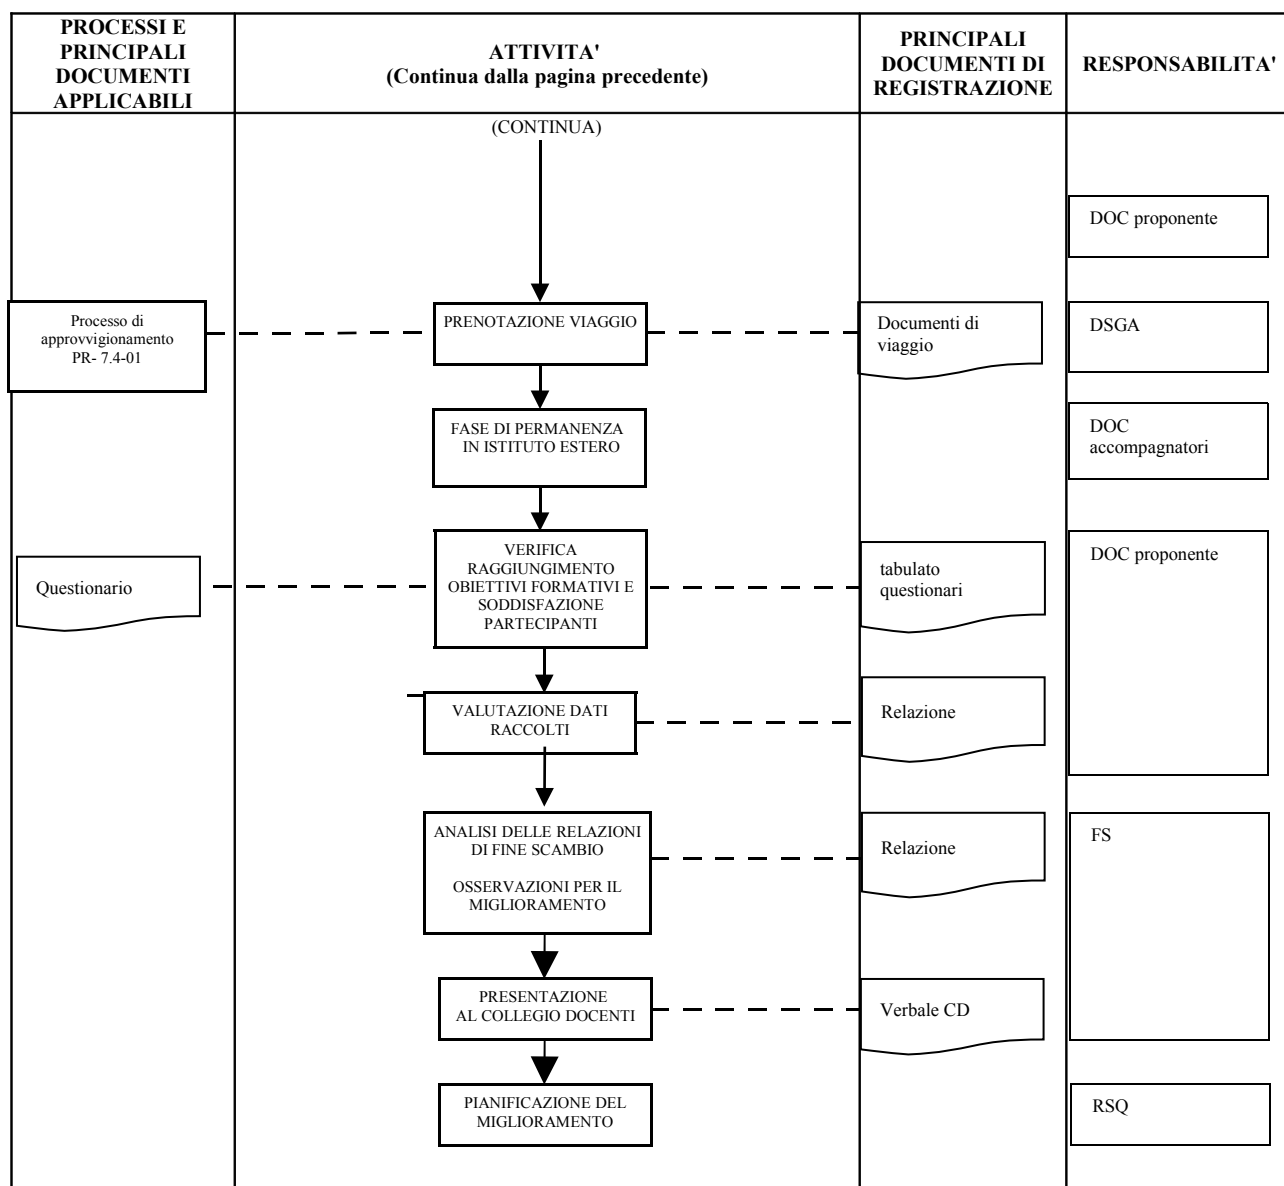 PROCESSI E
PRINCIPALI
DOCUMENTI
APPLICABILI
ATTIVITA'
(Continua dalla pagina precedente)
PRINCIPALI
DOCUMENTI DI
REGISTRAZIONE
RESPONSABILITA'
(CONTINUA)
DOC proponente
Processo di
approvvigionamento
PR- 7.4-01
PRENOTAZIONE VIAGGIO
Documenti di
viaggio
DSGA
FASE DI PERMANENZA
IN ISTITUTO ESTERO
DOC
accompagnatori
Questionario
VERIFICA
RAGGIUNGIMENTO
OBIETTIVI FORMATIVI E
SODDISFAZIONE
PARTECIPANTI
tabulato
questionari
DOC proponente
VALUTAZIONE DATI
RACCOLTI
Relazione
ANALISI DELLE RELAZIONI
DI FINE SCAMBIO
OSSERVAZIONI PER IL
MIGLIORAMENTO
Relazione
FS
PRESENTAZIONE
AL COLLEGIO DOCENTI
Verbale CD
PIANIFICAZIONE DEL
MIGLIORAMENTO
RSQ